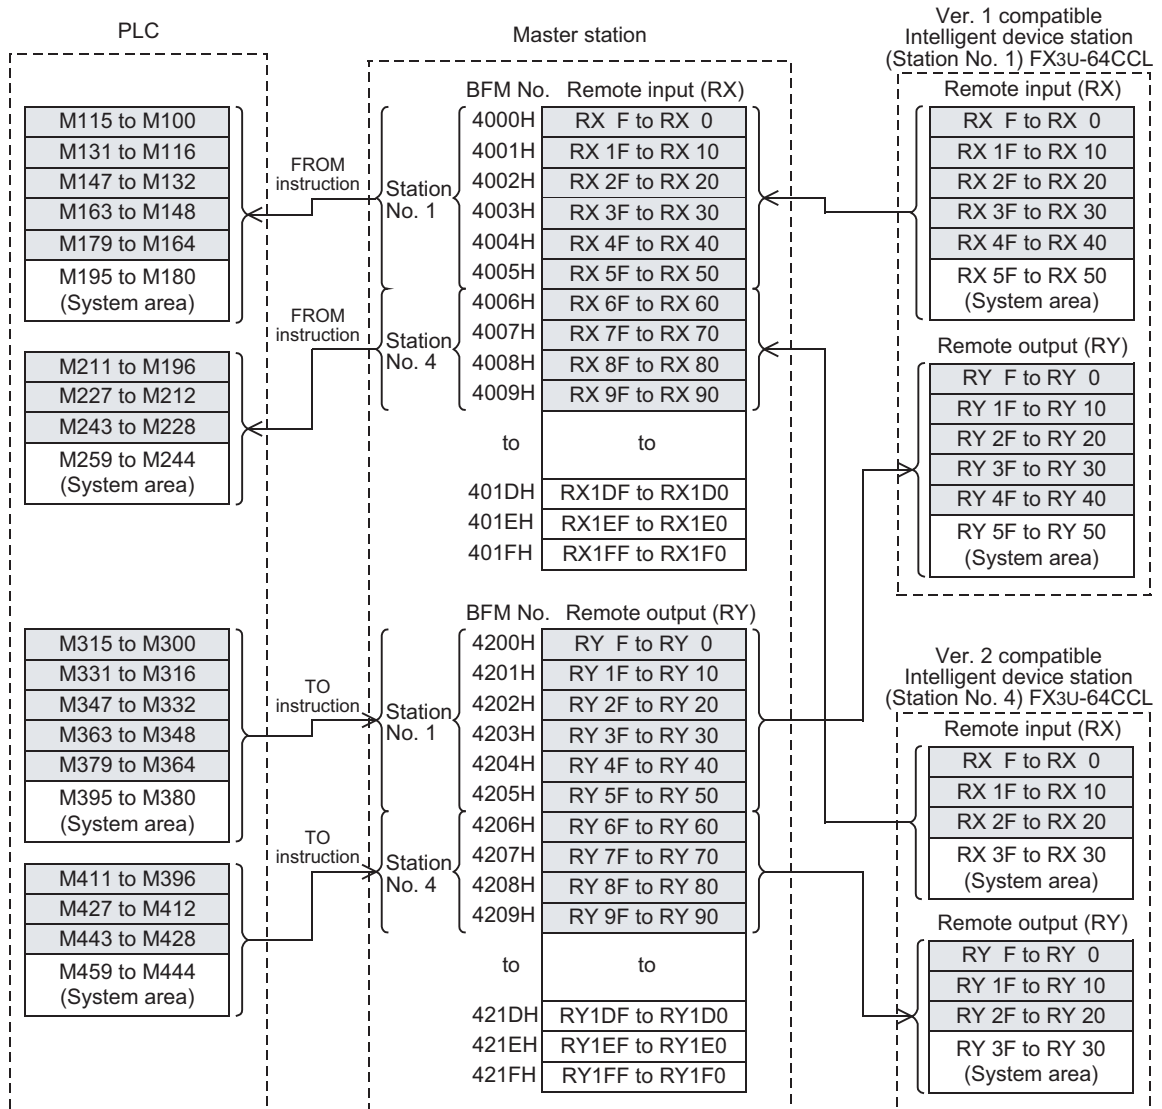 PLC
M115 to M100
M131 to M116
M147 to M132
M163 to M148
M179 to M164
M195 to M180
(System area)
M211 to M196
M227 to M212
M243 to M228
M259 to M244
(System area)
M315 to M300
M331 to M316
M347 to M332
M363 to M348
M379 to M364
M395 to M380
(System area)
M411 to M396
M427 to M412
M443 to M428
M459 to M444
(System area)
FROM
instruction
FROM
instruction
TO
instruction
TO
instruction
Master station
BFM No. Remote input (RX)
Station
No. 1
4000H RX F to RX 0
4001H RX 1F to RX 10
4002H RX 2F to RX 20
4003H RX 3F to RX 30
4004H RX 4F to RX 40
4005H RX 5F to RX 50
Station
No. 4
4006H RX 6F to RX 60
4007H RX 7F to RX 70
4008H RX 8F to RX 80
4009H RX 9F to RX 90
to to
401DH RX1DF to RX1D0
401EH RX1EF to RX1E0
401FH RX1FF to RX1F0
BFM No. Remote output (RY)
Station
No. 1
4200H RY F to RY 0
4201H RY 1F to RY 10
4202H RY 2F to RY 20
4203H RY 3F to RY 30
4204H RY 4F to RY 40
4205H RY 5F to RY 50
Station
No. 4
4206H RY 6F to RY 60
4207H RY 7F to RY 70
4208H RY 8F to RY 80
4209H RY 9F to RY 90
to to
421DH RY1DF to RY1D0
421EH RY1EF to RY1E0
421FH RY1FF to RY1F0
Ver. 1 compatible
Intelligent device station
(Station No. 1) FX3U-64CCL
Remote input (RX)
RX F to RX 0
RX 1F to RX 10
RX 2F to RX 20
RX 3F to RX 30
RX 4F to RX 40
RX 5F to RX 50
(System area)
Remote output (RY)
RY F to RY 0
RY 1F to RY 10
RY 2F to RY 20
RY 3F to RY 30
RY 4F to RY 40
RY 5F to RY 50
(System area)
Ver. 2 compatible
Intelligent device station
(Station No. 4) FX3U-64CCL
Remote input (RX)
RX F to RX 0
RX 1F to RX 10
RX 2F to RX 20
RX 3F to RX 30
(System area)
Remote output (RY)
RY F to RY 0
RY 1F to RY 10
RY 2F to RY 20
RY 3F to RY 30
(System area)